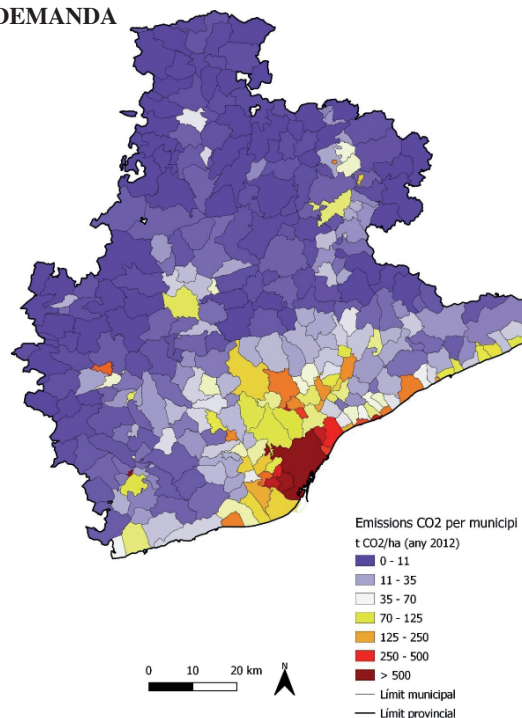 DEMANDA
Emissions CO2 per municipi
t CO2/ha (any 2012)
0 - 11
11 - 35
35 - 70
70 - 125
125 - 250
250 - 500
> 500
Límit municipal
Límit provincial
0 10 20 km
N